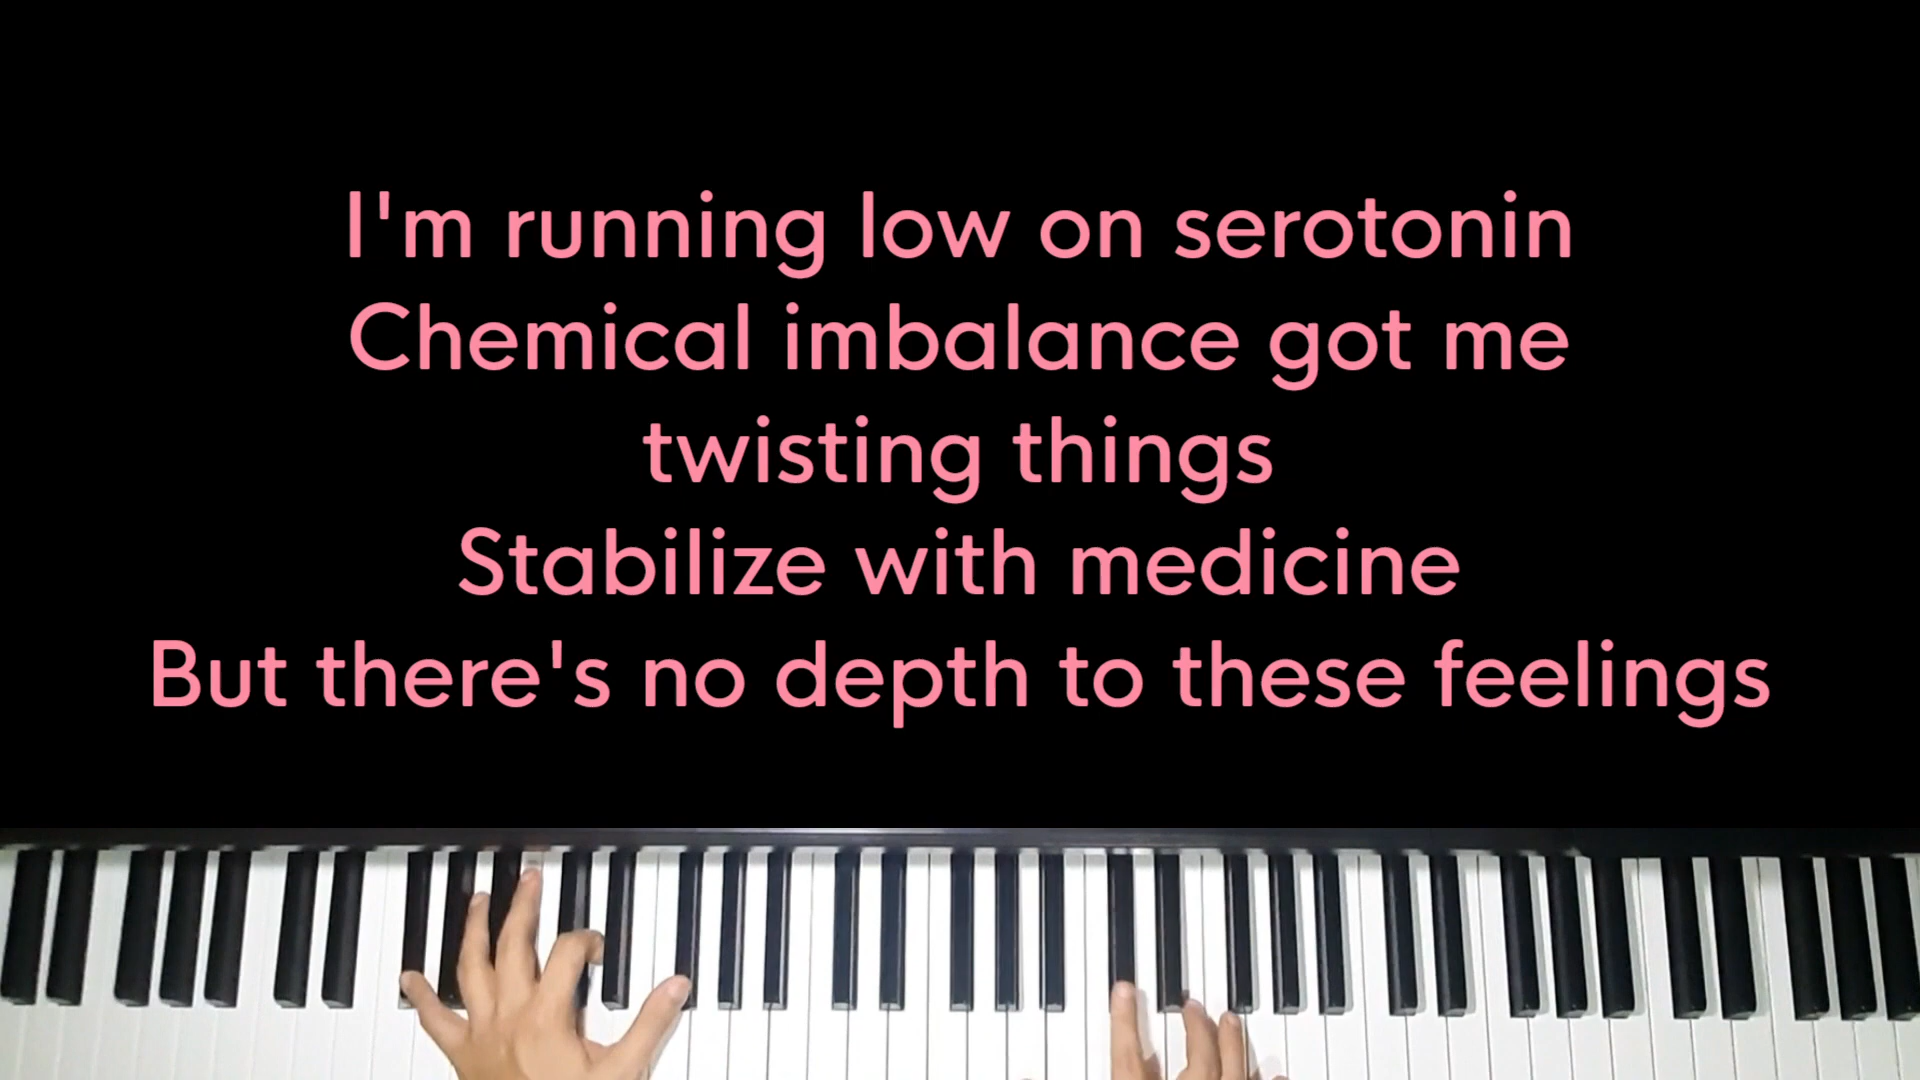 I'm running low on serotonin
Chemical imbalance got me
twisting things
Stabilize with medicine
But there's no depth to these feelings